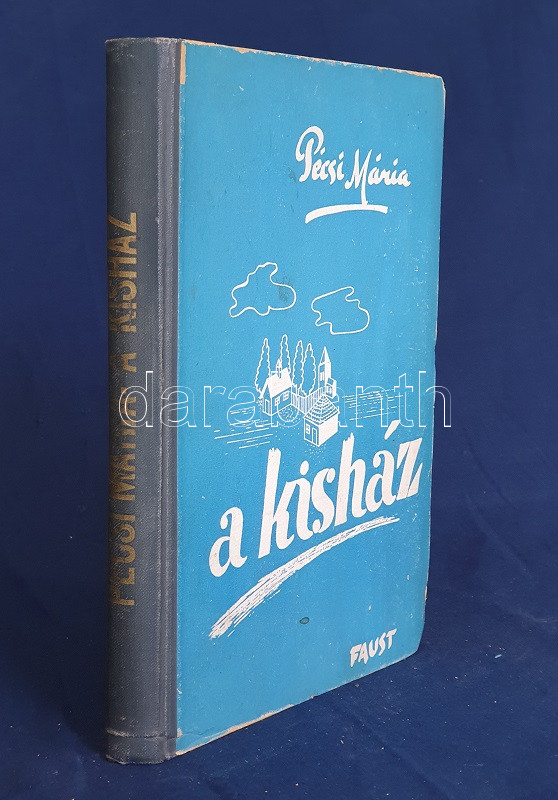 Pécsi Mária
a kisház
FAUST
PÉCSI MÁRIA A KISHÁZ
darabanth